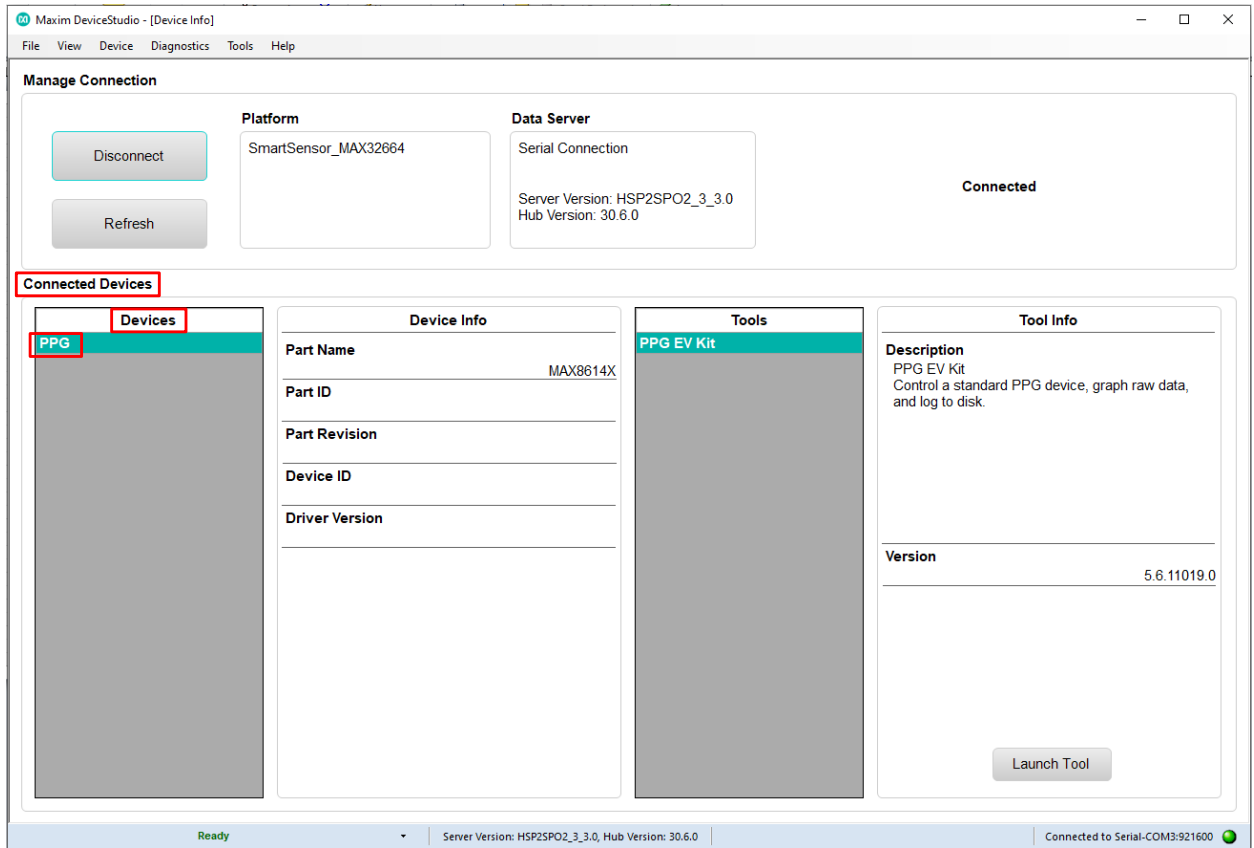 Maxim DeviceStudio - [Device Info]
File View Device Diagnostics Tools Help
Manage Connection
Disconnect
Refresh
Platform
SmartSensor_MAX32664
Data Server
Serial Connection
Server Version: HSP2SPO2_3_3.0
Hub Version: 30.6.0
Connected
Connected Devices
Devices
PPG
Device Info
Part Name
MAX8614X
Part ID
Part Revision
Device ID
Driver Version
Tools
PPG EV Kit
Tool Info
Description
PPG EV Kit
Control a standard PPG device, graph raw data,
and log to disk.
Version
5.6.11019.0
Launch Tool
Ready
Server Version: HSP2SPO2_3_3.0, Hub Version: 30.6.0
Connected to Serial-COM3:921600